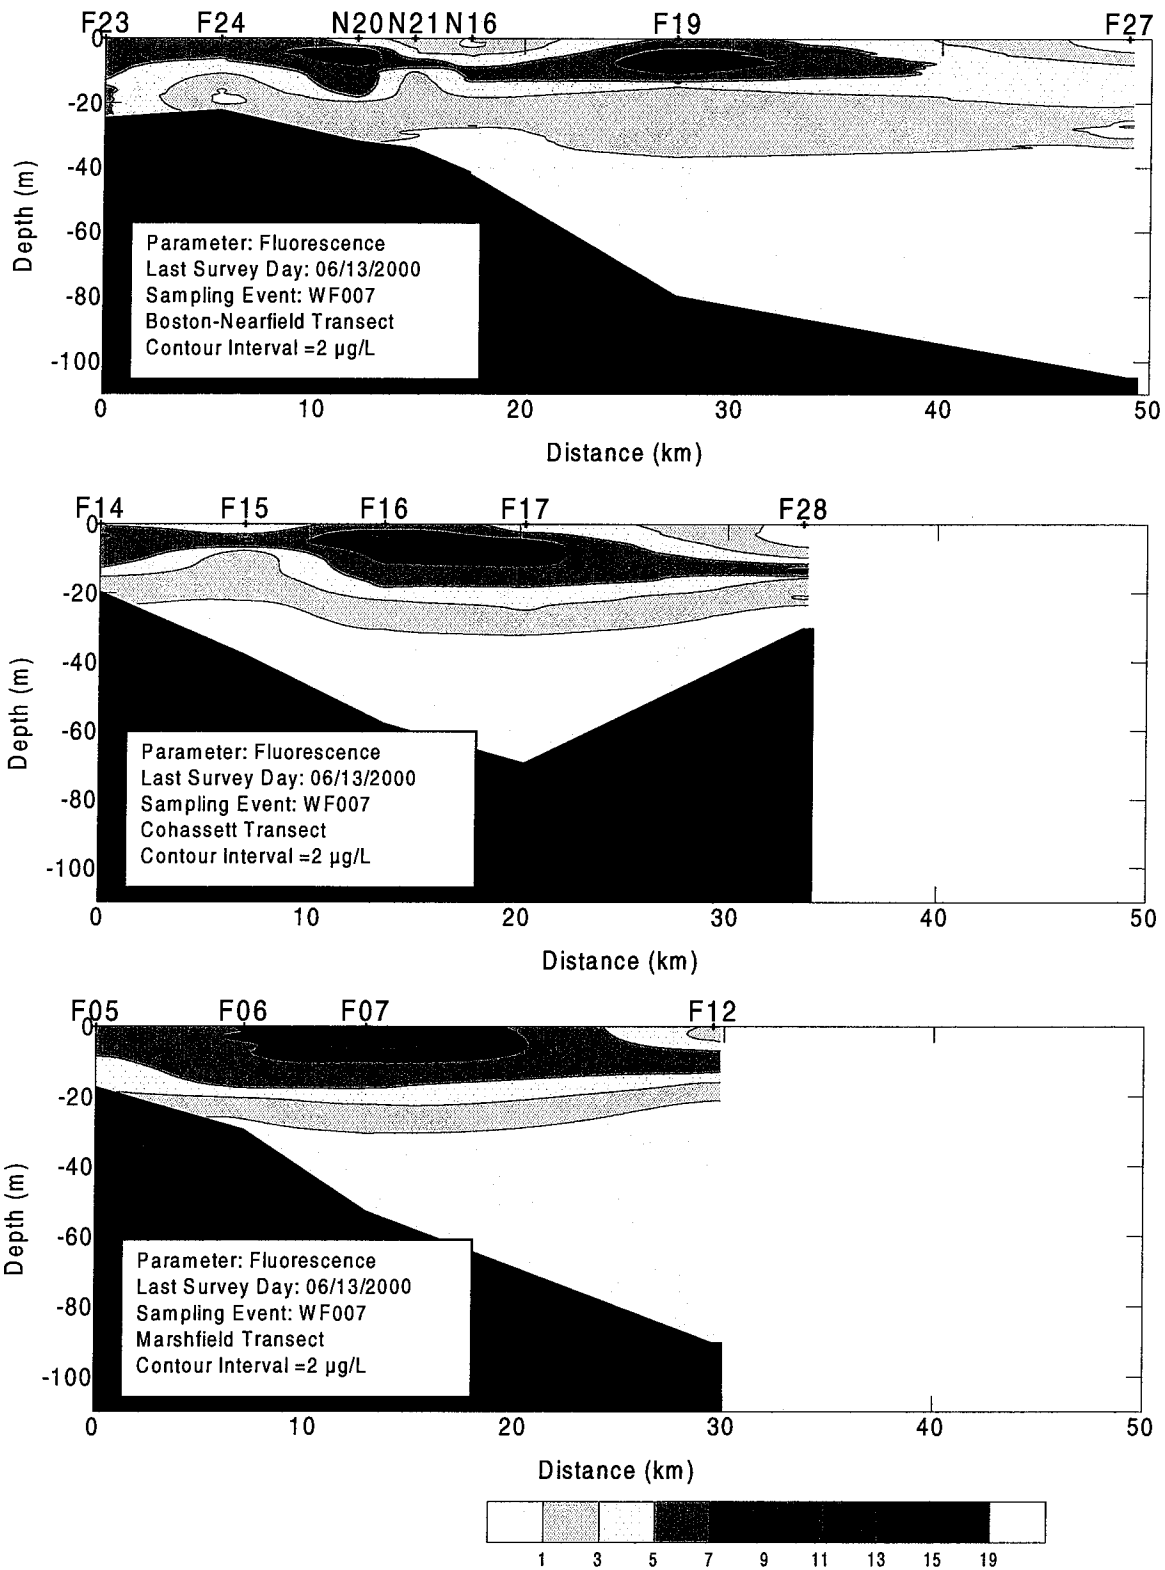 F23 F24 N20 N21 N16 F19 F27
0
-20
-40
-60
-80
-100
Depth (m)
Parameter: Fluorescence
Last Survey Day: 06/13/2000
Sampling Event: WF007
Boston-Nearfield Transect
Contour Interval =2 µg/L
0 10 20 30 40 50
Distance (km)
F14 F15 F16 F17 F28
0
-20
-40
-60
-80
-100
Depth (m)
Parameter: Fluorescence
Last Survey Day: 06/13/2000
Sampling Event: WF007
Cohassett Transect
Contour Interval =2 µg/L
0 10 20 30 40 50
Distance (km)
F05 F06 F07 F12
0
-20
-40
-60
-80
-100
Depth (m)
Parameter: Fluorescence
Last Survey Day: 06/13/2000
Sampling Event: WF007
Marshfield Transect
Contour Interval =2 µg/L
0 10 20 30 40 50
Distance (km)
1 3 5 7 9 11 13 15 19